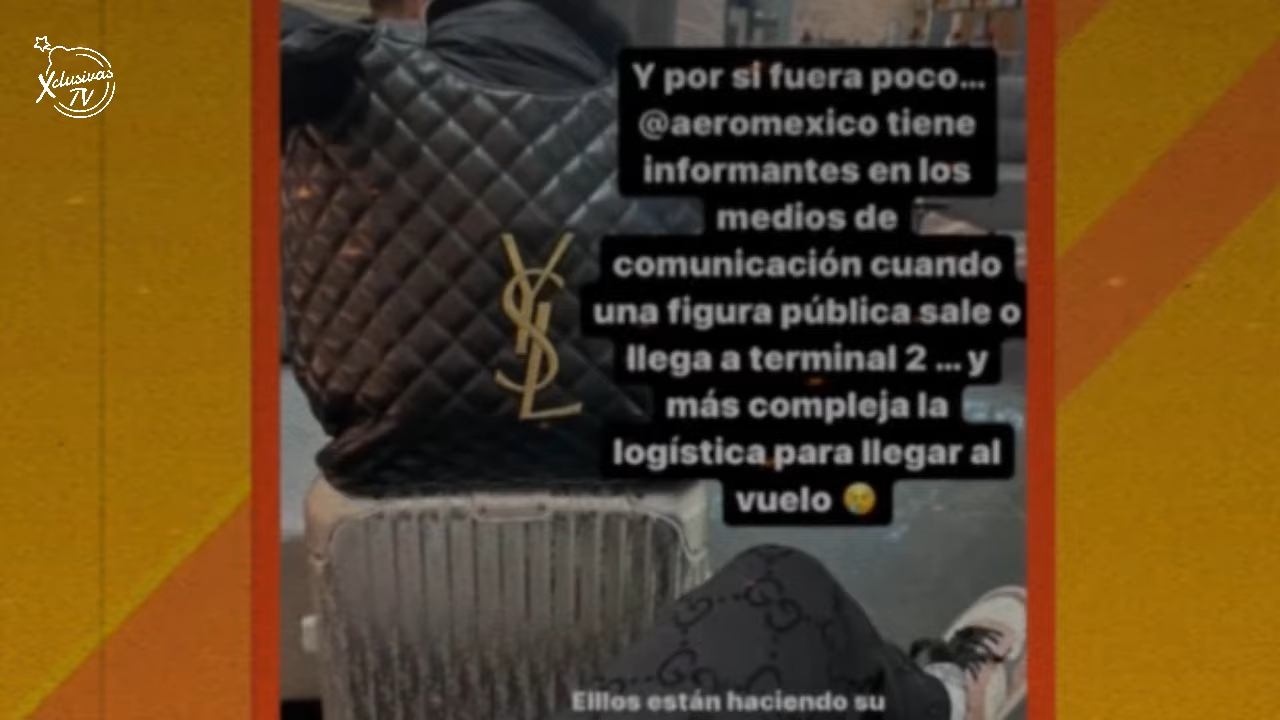 Xclusivas
TV
Y por si fuera poco...
@aeromexico tiene
informantes en los
medios de
comunicación cuando
una figura pública sale o
llega a terminal 2 ... y
más compleja la
logística para llegar al
vuelo 😢
YSL
Elllos están haciendo su